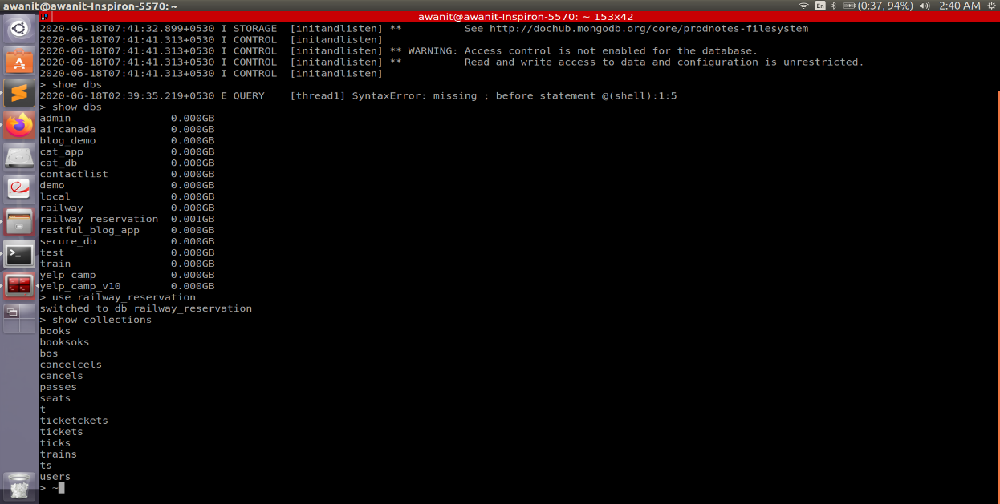 awanit@awanit-Inspiron-5570: ~
En (0:37, 94%) 2:40 AM
awanit@awanit-Inspiron-5570: ~ 153x42
2020-06-18T07:41:32.899+0530 I STORAGE  [initandlisten] **          See http://dochub.mongodb.org/core/prodnotes-filesystem
2020-06-18T07:41:41.313+0530 I CONTROL  [initandlisten]
2020-06-18T07:41:41.313+0530 I CONTROL  [initandlisten] ** WARNING: Access control is not enabled for the database.
2020-06-18T07:41:41.313+0530 I CONTROL  [initandlisten] **          Read and write access to data and configuration is unrestricted.
2020-06-18T07:41:41.313+0530 I CONTROL  [initandlisten]
> shoe dbs
2020-06-18T02:39:35.219+0530 E QUERY    [thread1] SyntaxError: missing ; before statement @(shell):1:5
> show dbs
admin                0.000GB
aircanada            0.000GB
blog_demo            0.000GB
cat_app              0.000GB
cat_db               0.000GB
contactlist          0.000GB
demo                 0.000GB
local                0.000GB
railway              0.000GB
railway_reservation  0.001GB
restful_blog_app     0.000GB
secure_db            0.000GB
test                 0.000GB
train                0.000GB
yelp_camp            0.000GB
yelp_camp_v10        0.000GB
> use railway_reservation
switched to db railway_reservation
> show collections
books
booksoks
bos
cancelcels
cancels
passes
seats
t
ticketckets
tickets
ticks
trains
ts
users
> ~